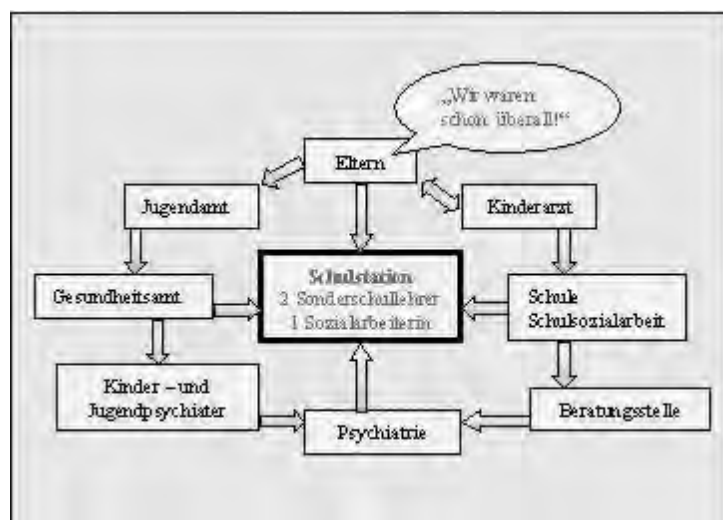 „Wir waren
schon überall!“
Eltern
Jugendamt
Kinderarzt
Schulstation
2 Sonderschullehrer
1 Sozialarbeiterin
Gesundheitsamt
Schule
Schulsozialarbeit
Kinder – und
Jugendpsychiater
Psychiatrie
Beratungsstelle